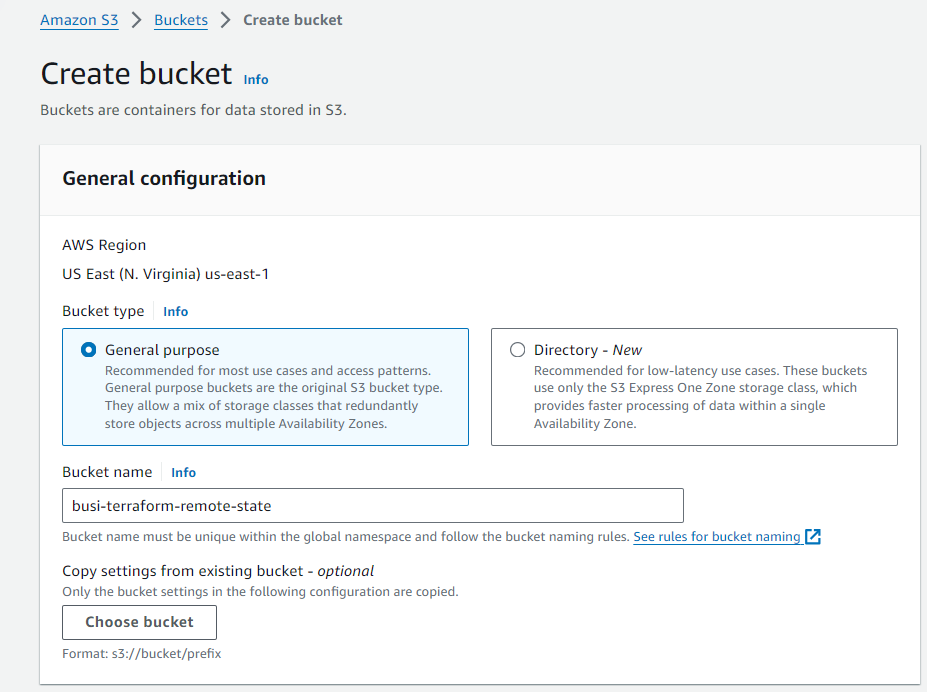 Amazon S3 > Buckets > Create bucket
Create bucket Info
Buckets are containers for data stored in S3.
General configuration
AWS Region
US East (N. Virginia) us-east-1
Bucket type Info
General purpose
Recommended for most use cases and access patterns.
General purpose buckets are the original S3 bucket type.
They allow a mix of storage classes that redundantly
store objects across multiple Availability Zones.
Directory - New
Recommended for low-latency use cases. These buckets
use only the S3 Express One Zone storage class, which
provides faster processing of data within a single
Availability Zone.
Bucket name Info
busi-terraform-remote-state
Bucket name must be unique within the global namespace and follow the bucket naming rules. See rules for bucket naming
Copy settings from existing bucket - optional
Only the bucket settings in the following configuration are copied.
Choose bucket
Format: s3://bucket/prefix